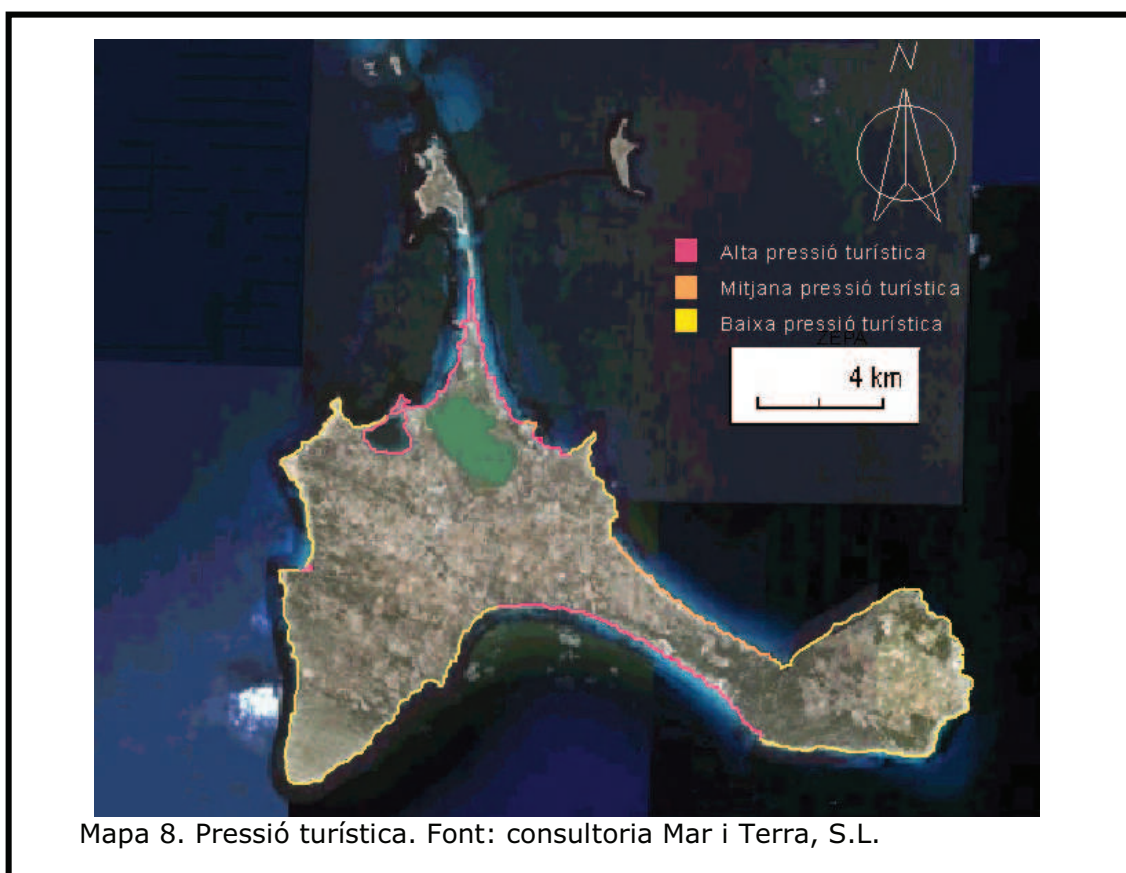 N
Alta pressió turística
Mitjana pressió turística
Baixa pressió turística
ZEPA
4 km
Mapa 8. Pressió turística. Font: consultoria Mar i Terra, S.L.